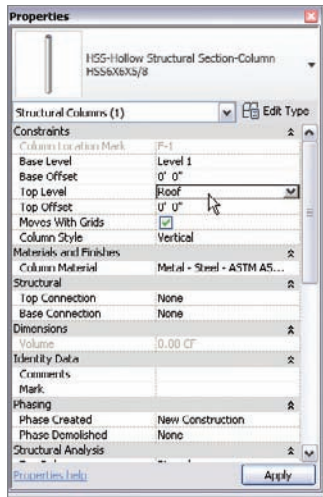 Properties
HSS-Hollow Structural Section-Column
HSS6X6X5/8
Structural Columns (1) Edit Type
Constraints
Column Location Mark F-1
Base Level Level 1
Base Offset 0' 0"
Top Level Roof
Top Offset 0' 0"
Moves With Grids
Column Style Vertical
Materials and Finishes
Column Material Metal - Steel - ASTM A5...
Structural
Top Connection None
Base Connection None
Dimensions
Volume 0.00 CF
Identity Data
Comments
Mark
Phasing
Phase Created New Construction
Phase Demolished None
Structural Analysis
Properties help Apply